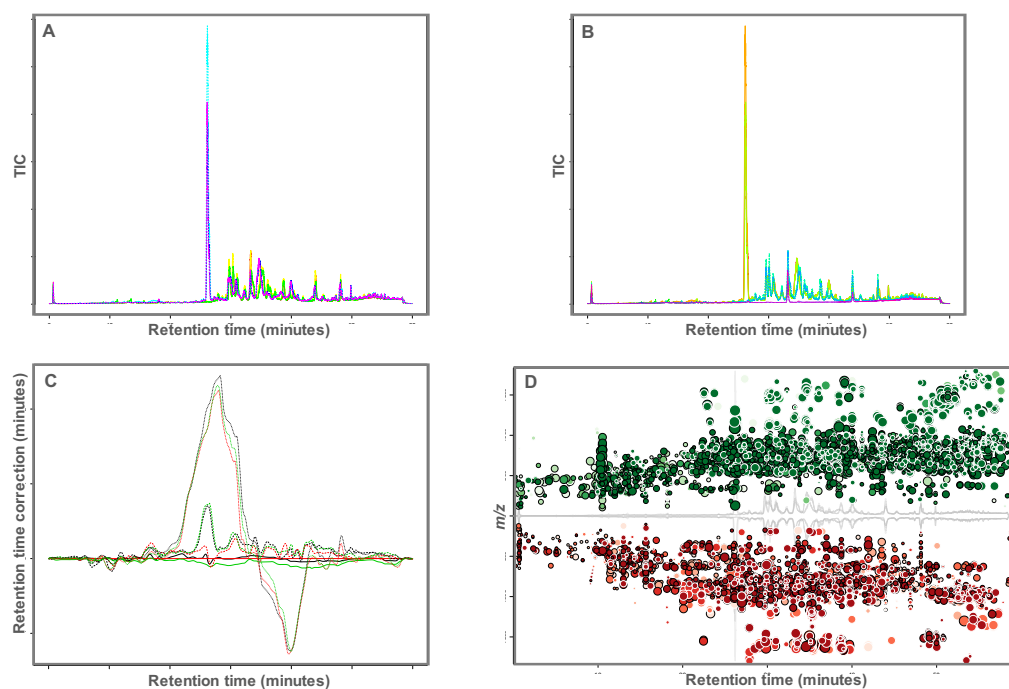 A
TIC
Retention time (minutes)
B
TIC
Retention time (minutes)
C
Retention time correction (minutes)
Retention time (minutes)
D
m/z
Retention time (minutes)